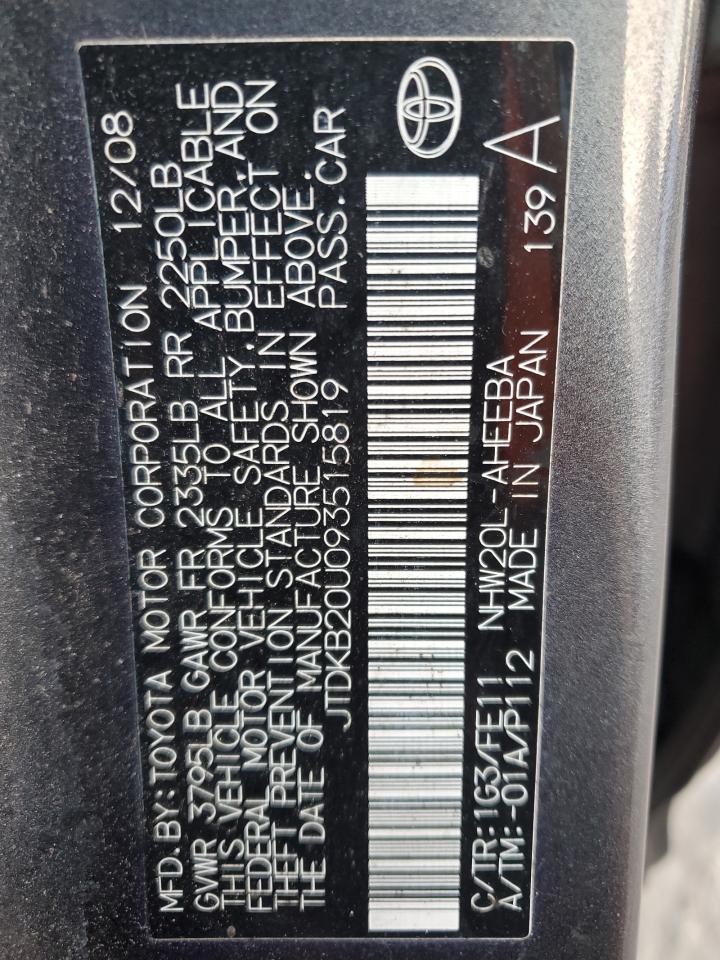 MFD.BY:TOYOTA MOTOR CORPORATION 12/08
GVWR 3795LB GAWR FR 2335LB RR 2250LB
THIS VEHICLE CONFORMS TO ALL APPLICABLE
FEDERAL MOTOR VEHICLE SAFETY,BUMPER,AND
THEFT PREVENTION STANDARDS IN EFFECT ON
THE DATE OF MANUFACTURE SHOWN ABOVE.
JTDKB20U093515819 PASS.CAR
C/TR:1G3/FE11 NHW20L-AHEEBA
A/TM:-01A/P112 MADE IN JAPAN 139 A